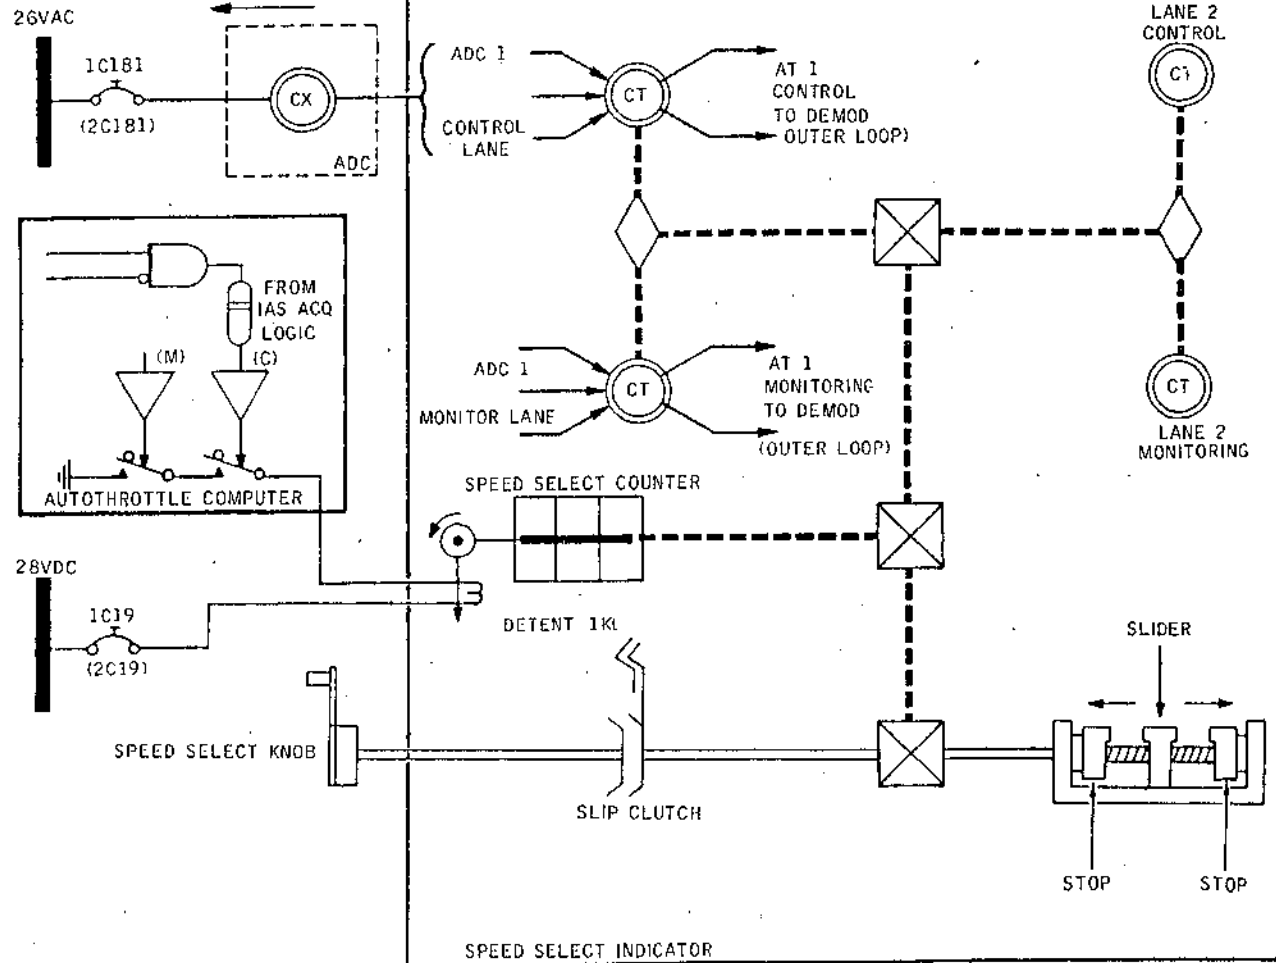 26VAC
1C181
(2C181)
CX
ADC
ADC 1
CONTROL
LANE
CT
AT 1
CONTROL
TO DEMOD
OUTER LOOP)
LANE 2
CONTROL
FROM
IAS ACQ
LOGIC
(M)
(C)
AUTOTHROTTLE COMPUTER
ADC 1
MONITOR LANE
CT
AT 1
MONITORING
TO DEMOD
(OUTER LOOP)
CT
LANE 2
MONITORING
SPEED SELECT COUNTER
28VDC
1C19
(2C19)
DETENT
SLIDER
SPEED SELECT KNOB
SLIP CLUTCH
STOP
STOP
SPEED SELECT INDICATOR